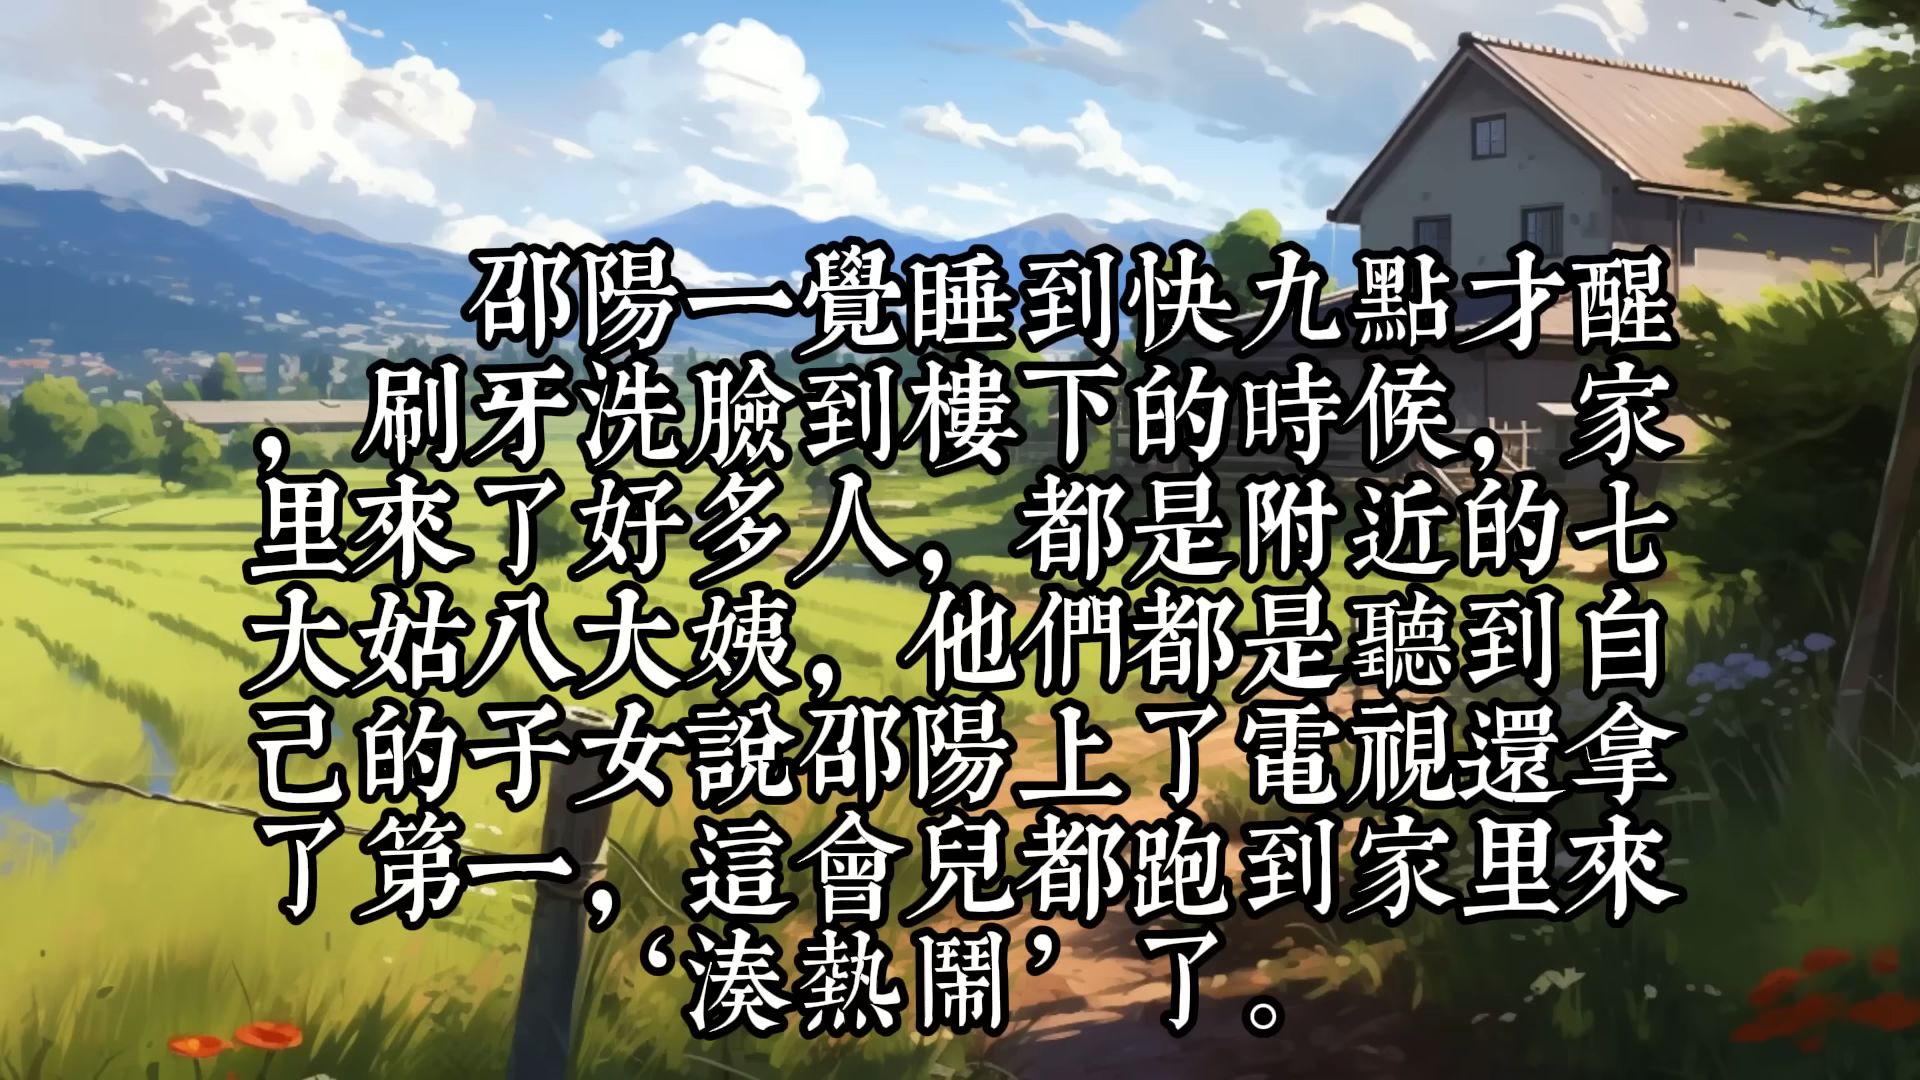 邵陽一覺睡到快九點才醒
，刷牙洗臉到樓下的時候，家
里來了好多人，都是附近的七
大姑八大姨，他們都是聽到自
己的子女說邵陽上了電視還拿
了第一，這會兒都跑到家里來
‘湊熱鬧’了。